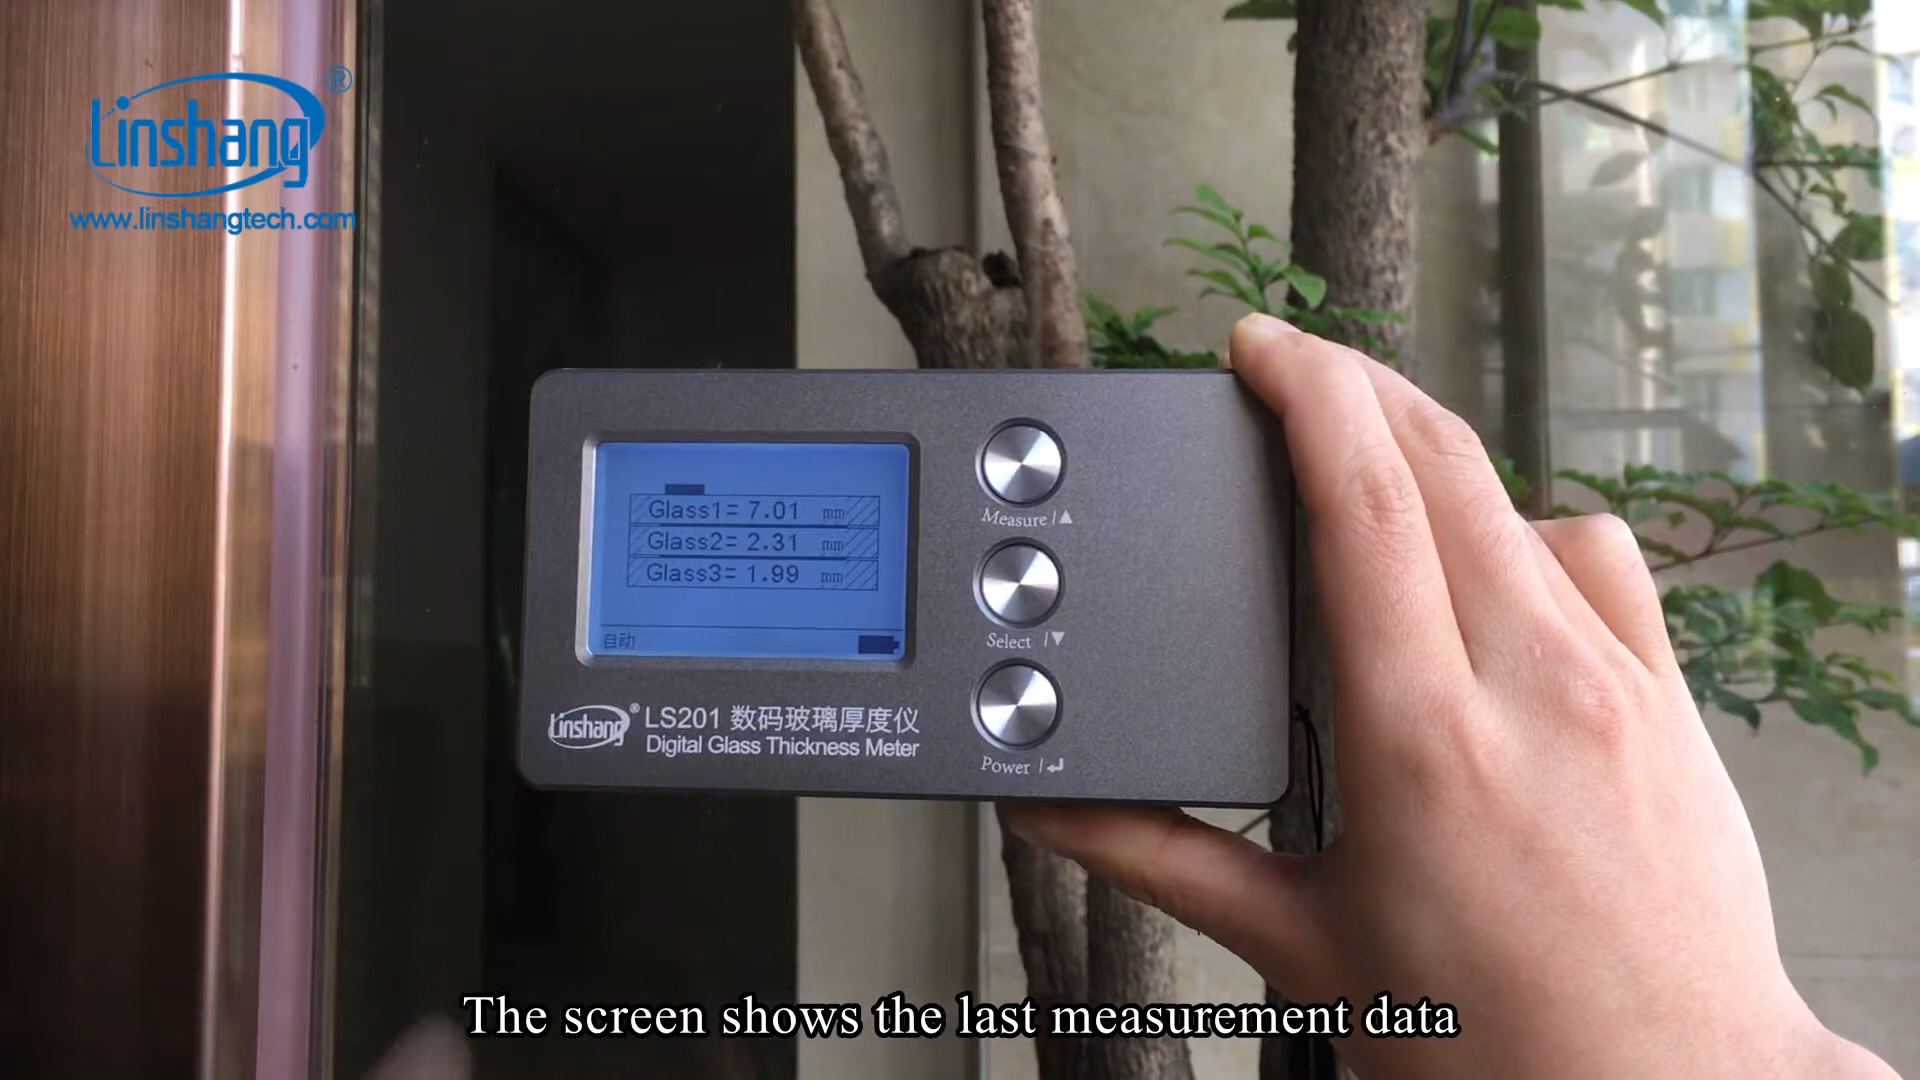 Linshang®
www.linshangtech.com
Glass1= 7.01 mm
Glass2= 2.31 mm
Glass3= 1.99 mm
自动
Measure / ▲
Select / ▼
Power / ↵
Linshang® LS201 数码玻璃厚度仪
Digital Glass Thickness Meter
The screen shows the last measurement data